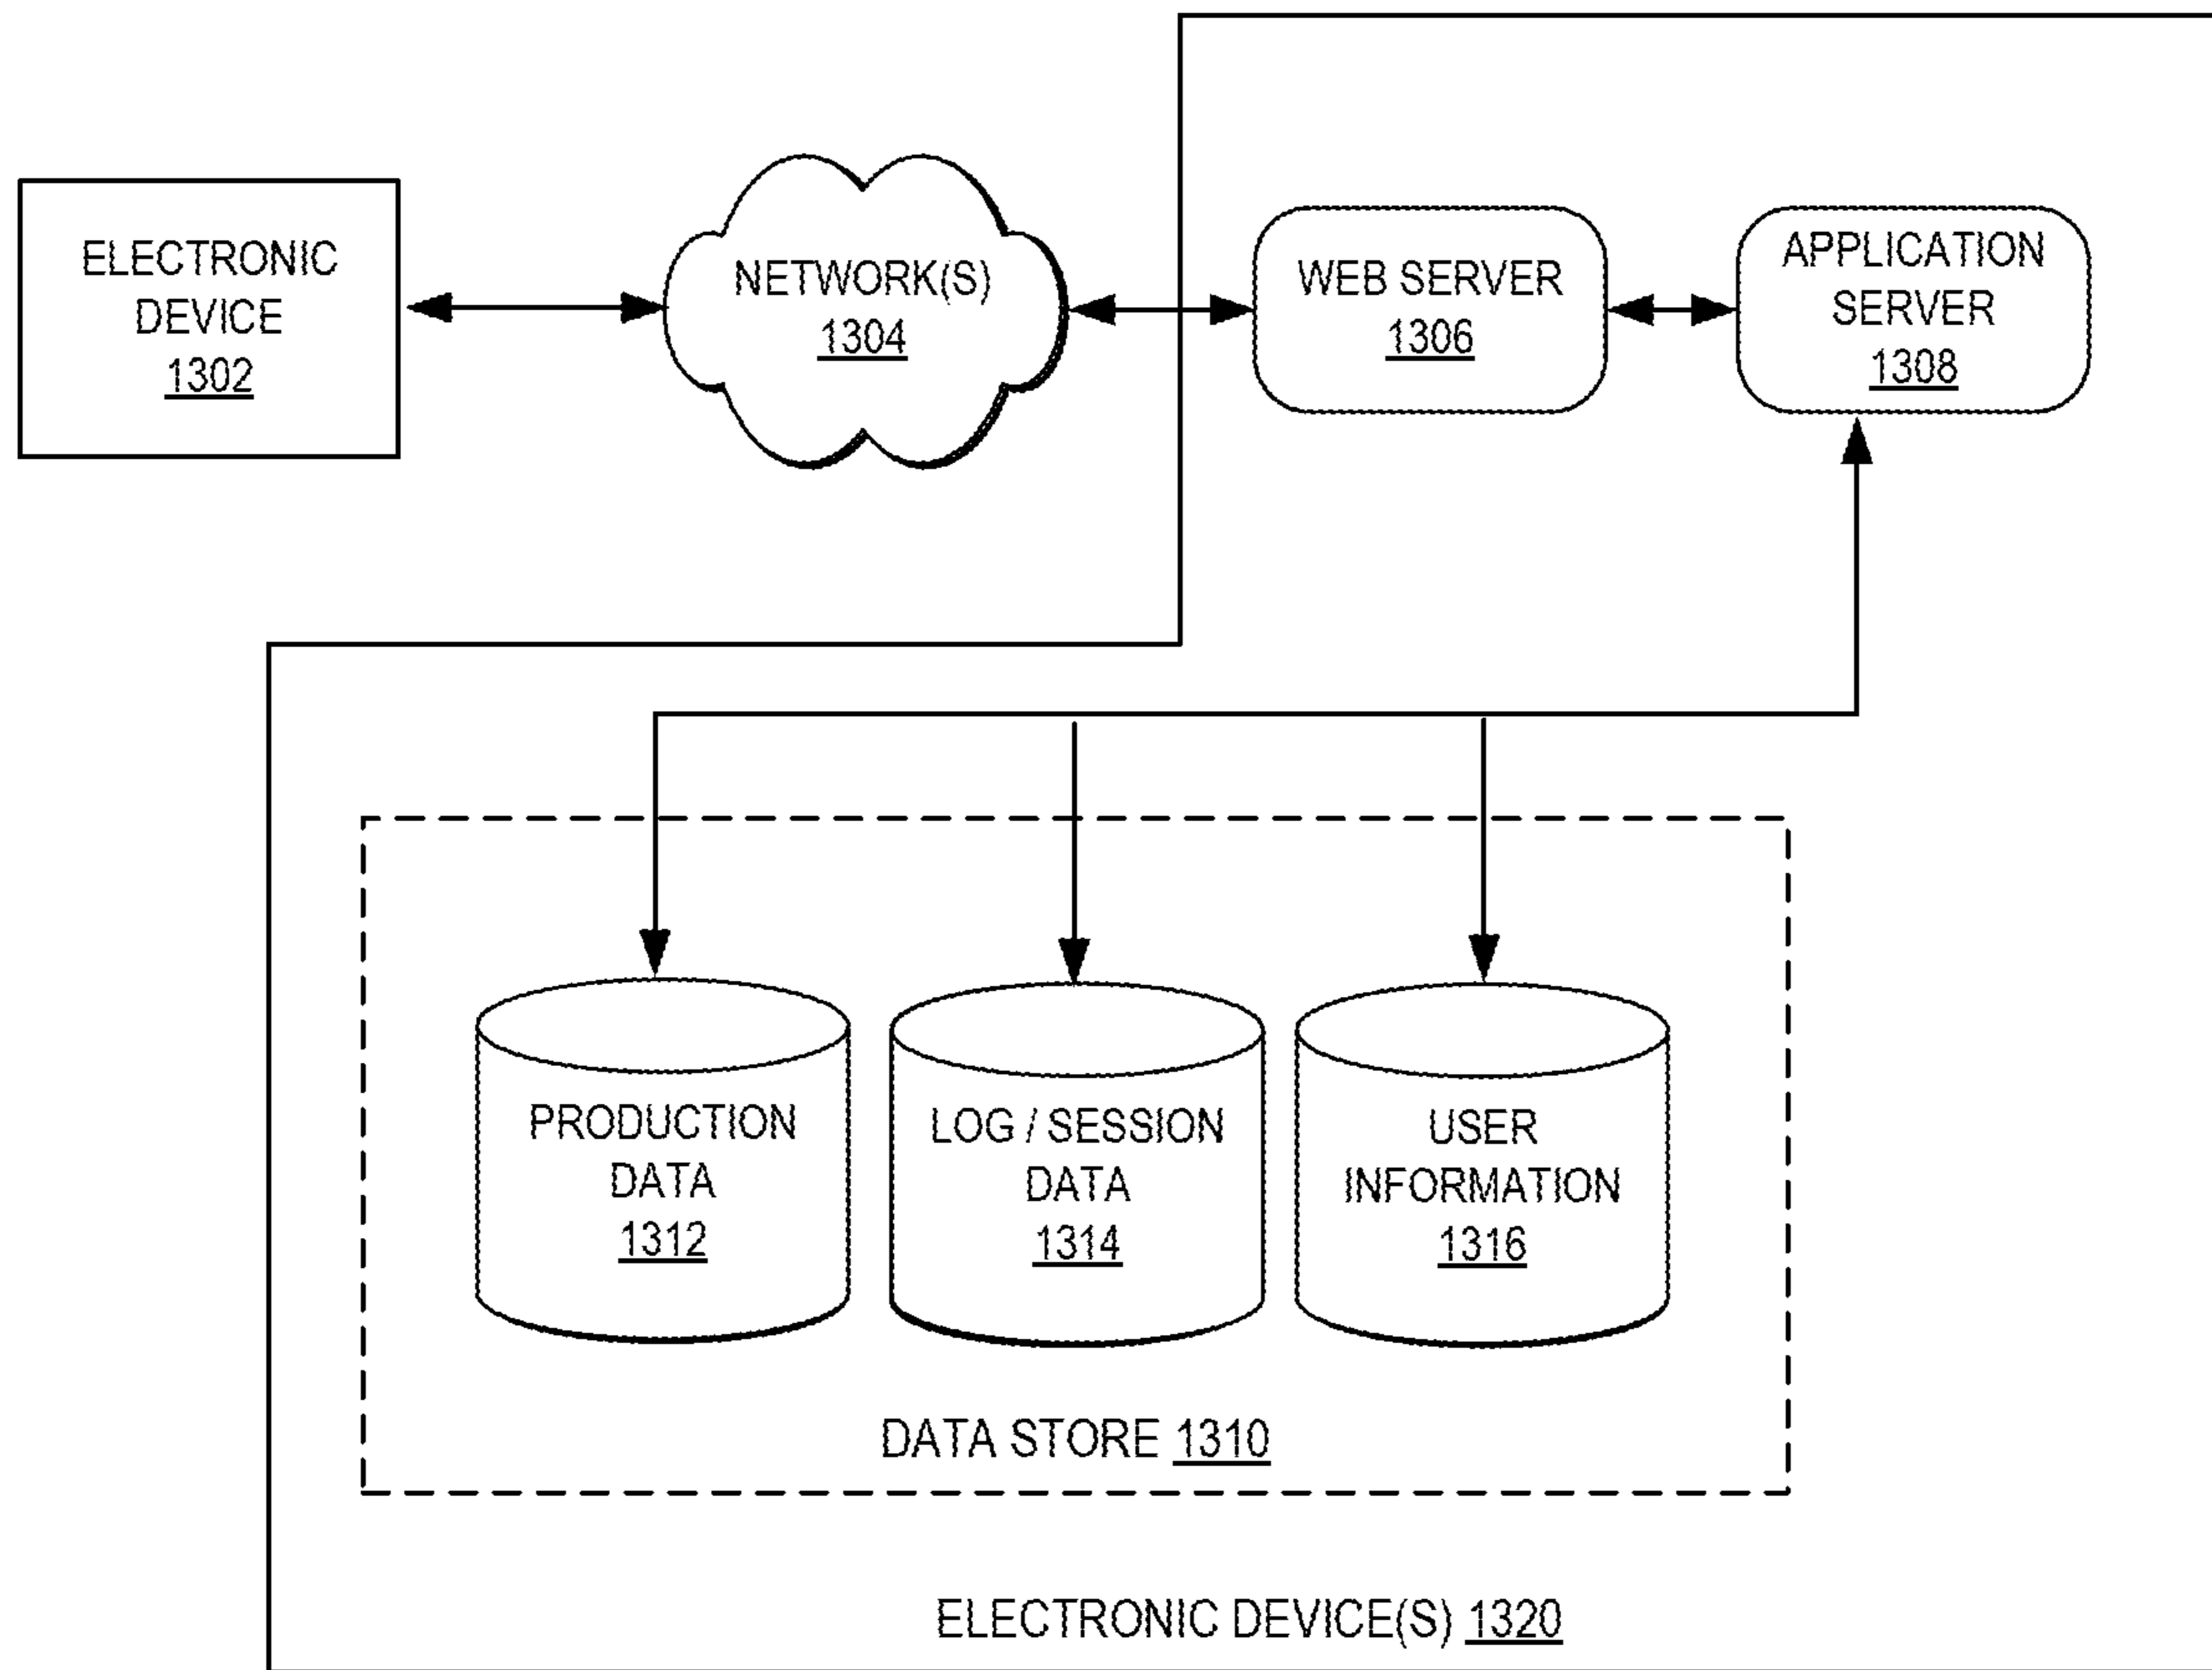 ELECTRONIC
DEVICE
1302
NETWORK(S)
1304
WEB SERVER
1306
APPLICATION
SERVER
1308
PRODUCTION
DATA
1312
LOG / SESSION
DATA
1314
USER
INFORMATION
1316
DATA STORE 1310
ELECTRONIC DEVICE(S) 1320